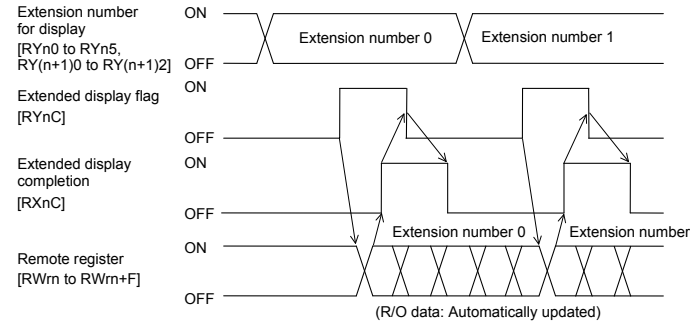 Extension number
for display
[RYn0 to RYn5,
RY(n+1)0 to RY(n+1)2]
ON
OFF
Extension number 0
Extension number 1
Extended display flag
[RYnC]
ON
OFF
Extended display
completion
[RXnC]
ON
OFF
Extension number 0
Extension number
Remote register
[RWrn to RWrn+F]
ON
OFF
(R/O data: Automatically updated)